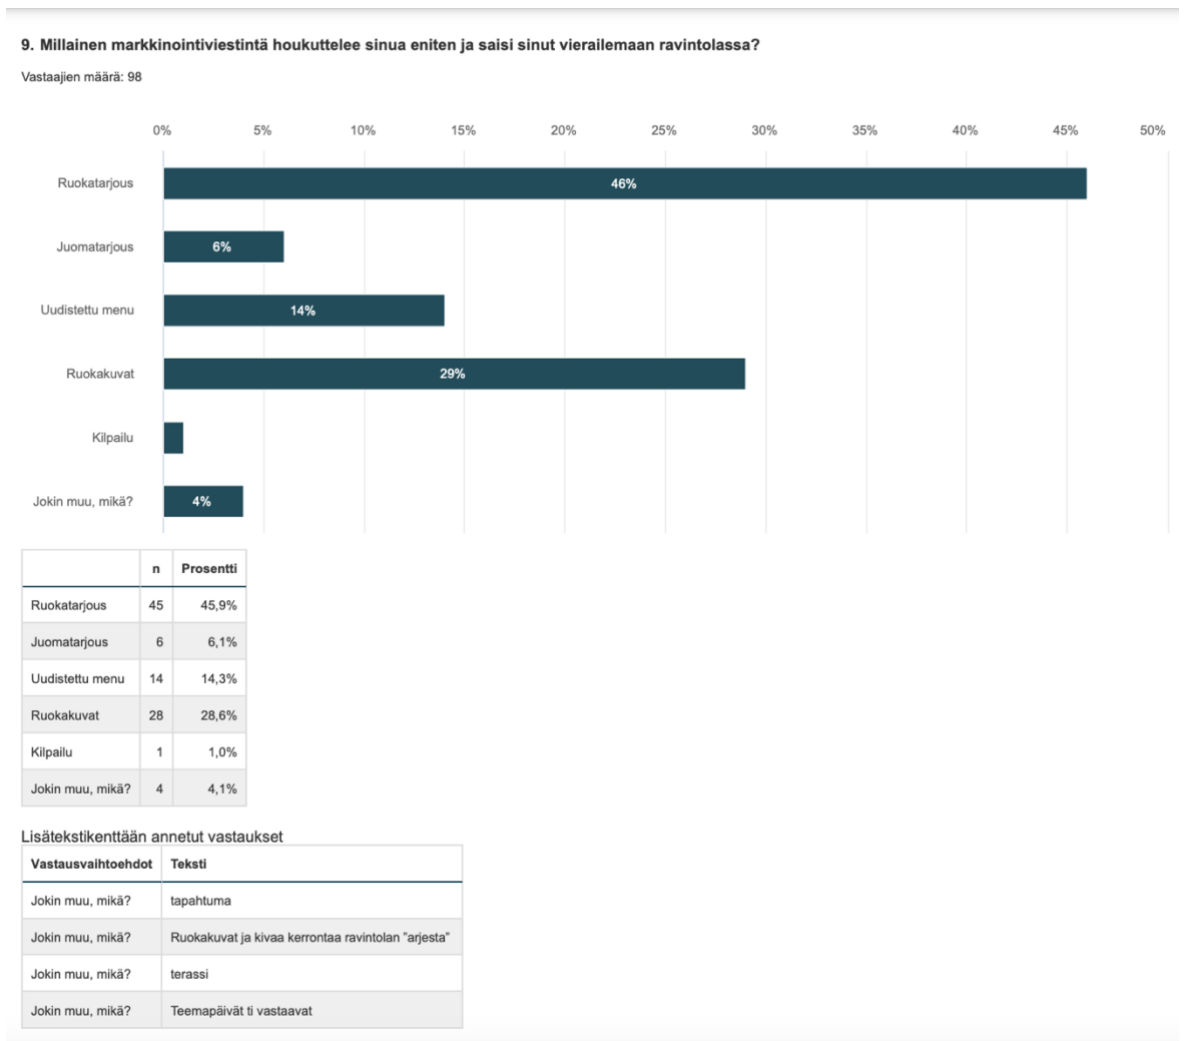 9. Millainen markkinointiviestintä houkuttelee sinua eniten ja saisi sinut vierailemaan ravintolassa?
Vastaajien määrä: 98
0% 5% 10% 15% 20% 25% 30% 35% 40% 45% 50%
Ruokatarjous 46%
Juomatarjous 6%
Uudistettu menu 14%
Ruokakuvat 29%
Kilpailu
Jokin muu, mikä? 4%
n Prosentti
Ruokatarjous 45 45,9%
Juomatarjous 6 6,1%
Uudistettu menu 14 14,3%
Ruokakuvat 28 28,6%
Kilpailu 1 1,0%
Jokin muu, mikä? 4 4,1%
Lisätekstikenttään annetut vastaukset
Vastausvaihtoehdot Teksti
Jokin muu, mikä? tapahtuma
Jokin muu, mikä? Ruokakuvat ja kivaa kerrontaa ravintolan "arjesta"
Jokin muu, mikä? terassi
Jokin muu, mikä? Teemapäivät ti vastaavat